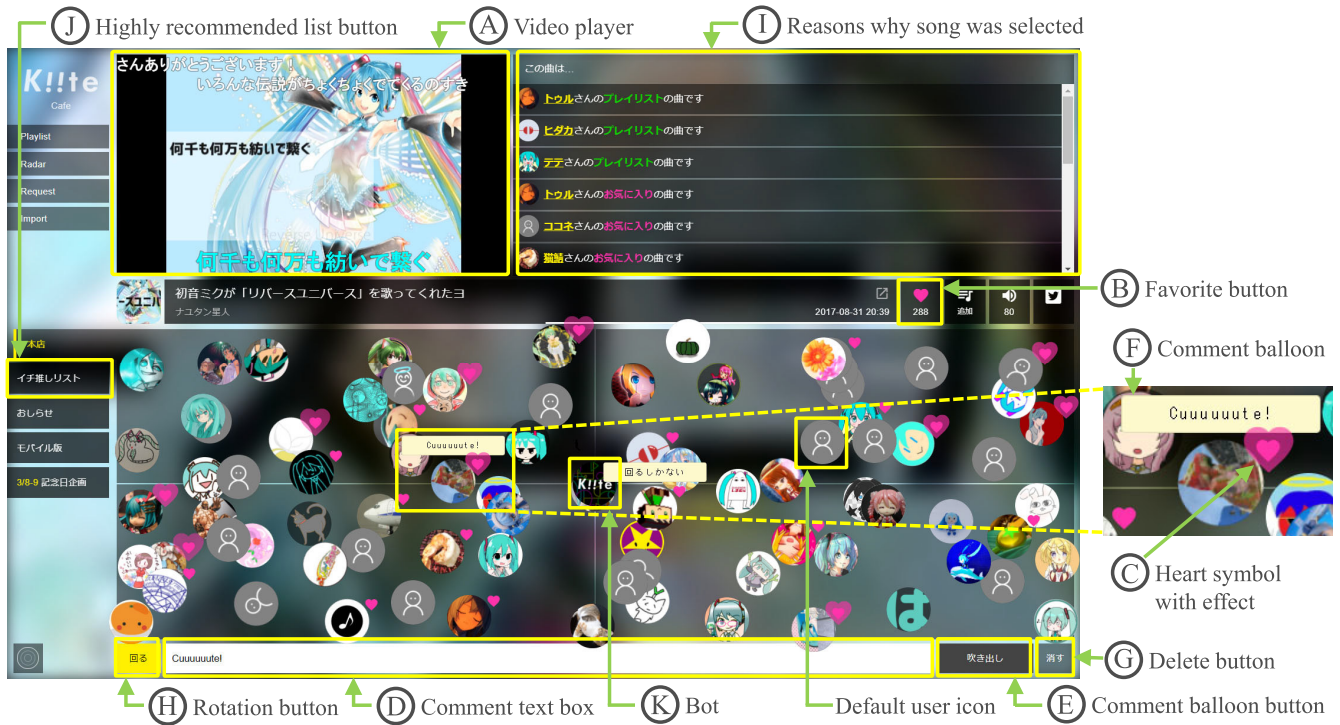 J Highly recommended list button
A Video player
I Reasons why song was selected
K!!te
Cafe
Playlist
Radar
Request
Import
さんありがとうございます！
いろんな伝説がちょくちょくでてくるのすき
何千も何万も紡いで繋ぐ
何千も何万も紡いで繋ぐ
この曲は...
トゥルさんのプレイリストの曲です
ヒダカさんのプレイリストの曲です
テテさんのプレイリストの曲です
トゥルさんのお気に入りの曲です
ココネさんのお気に入りの曲です
猫鯖さんのお気に入りの曲です
初音ミクが「リバースユニバース」を歌ってくれたヨ
ナユタン星人
2017-08-31 20:39
288
追加
80
B Favorite button
本店
イチ推しリスト
おしらせ
モバイル版
3/8-9 記念日企画
F Comment balloon
Cuuuuuute!
Cuuuuuute!
K!!te
回るしかない
は
C Heart symbol
with effect
回る
Cuuuuuute!
吹き出し
消す
G Delete button
H Rotation button
D Comment text box
K Bot
Default user icon
E Comment balloon button